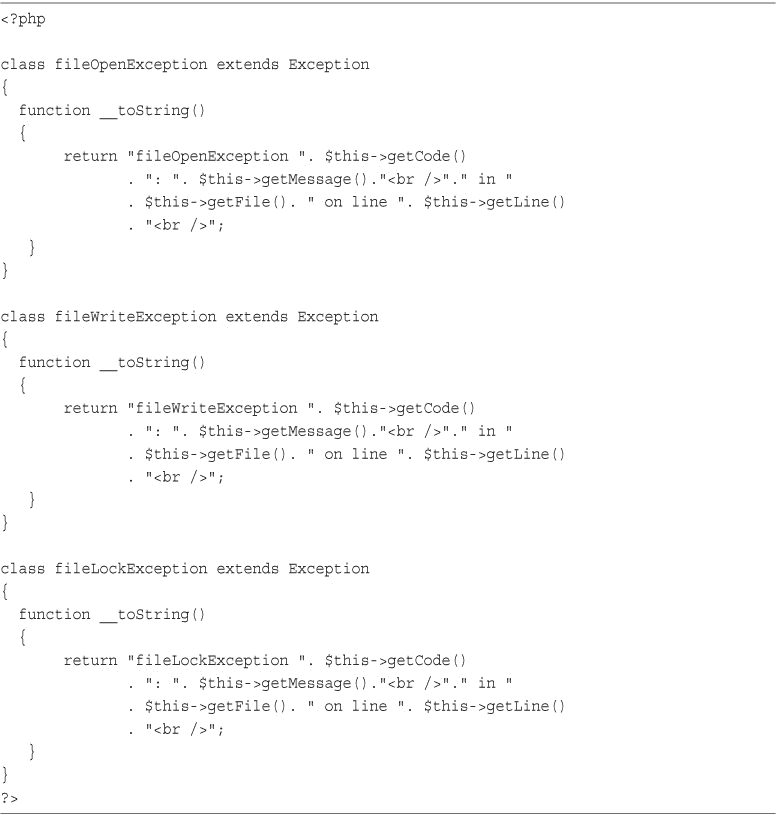 <?php
class fileOpenException extends Exception
{
  function __toString()
  {
       return "fileOpenException ". $this->getCode()
              . ": ". $this->getMessage()."<br />"." in "
              . $this->getFile(). " on line ". $this->getLine()
              . "<br />";
   }
}
class fileWriteException extends Exception
{
  function __toString()
  {
       return "fileWriteException ". $this->getCode()
              . ": ". $this->getMessage()."<br />"." in "
              . $this->getFile(). " on line ". $this->getLine()
              . "<br />";
   }
}
class fileLockException extends Exception
{
  function __toString()
  {
       return "fileLockException ". $this->getCode()
              . ": ". $this->getMessage()."<br />"." in "
              . $this->getFile(). " on line ". $this->getLine()
              . "<br />";
   }
}
?>